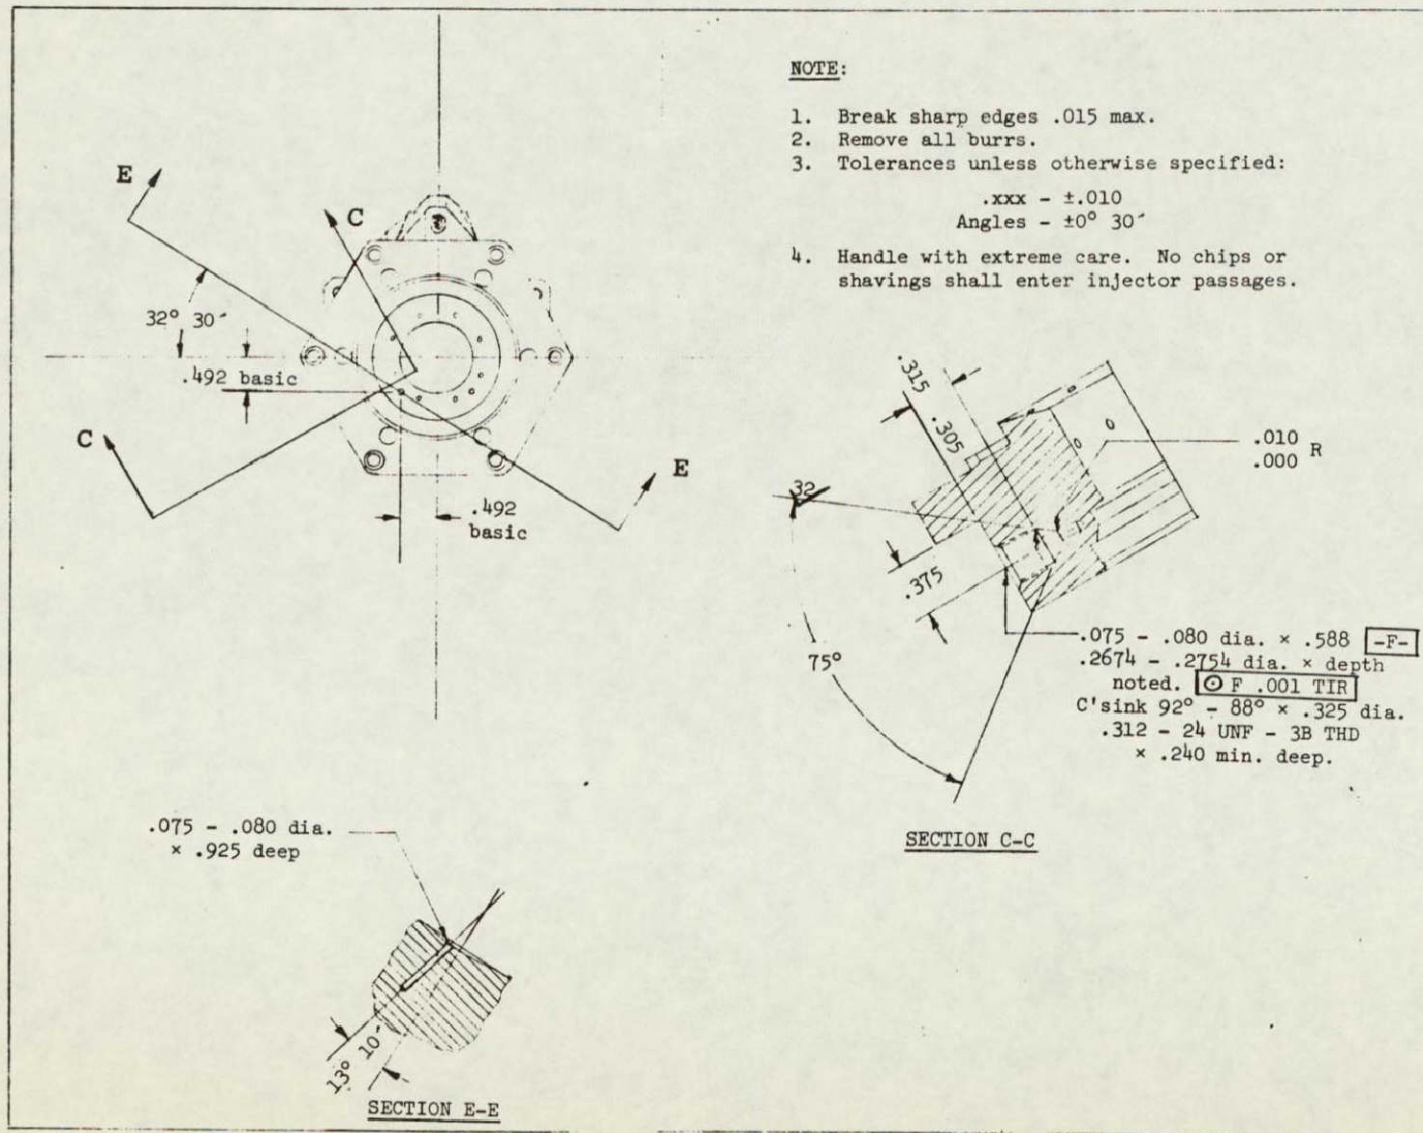 NOTE:
1. Break sharp edges .015 max.
2. Remove all burrs.
3. Tolerances unless otherwise specified:
.xxx - ±.010
Angles - ±0° 30′
4. Handle with extreme care. No chips or
shavings shall enter injector passages.
E
C
32° 30′
.492 basic
C
E
.492
basic
.315
.305
.010
.000 R
32
.375
75°
.075 - .080 dia. × .588 -F-
.2674 - .2754 dia. × depth
noted. ⊙ F .001 TIR
C'sink 92° - 88° × .325 dia.
.312 - 24 UNF - 3B THD
× .240 min. deep.
SECTION C-C
.075 - .080 dia.
× .925 deep
13° 10′
SECTION E-E